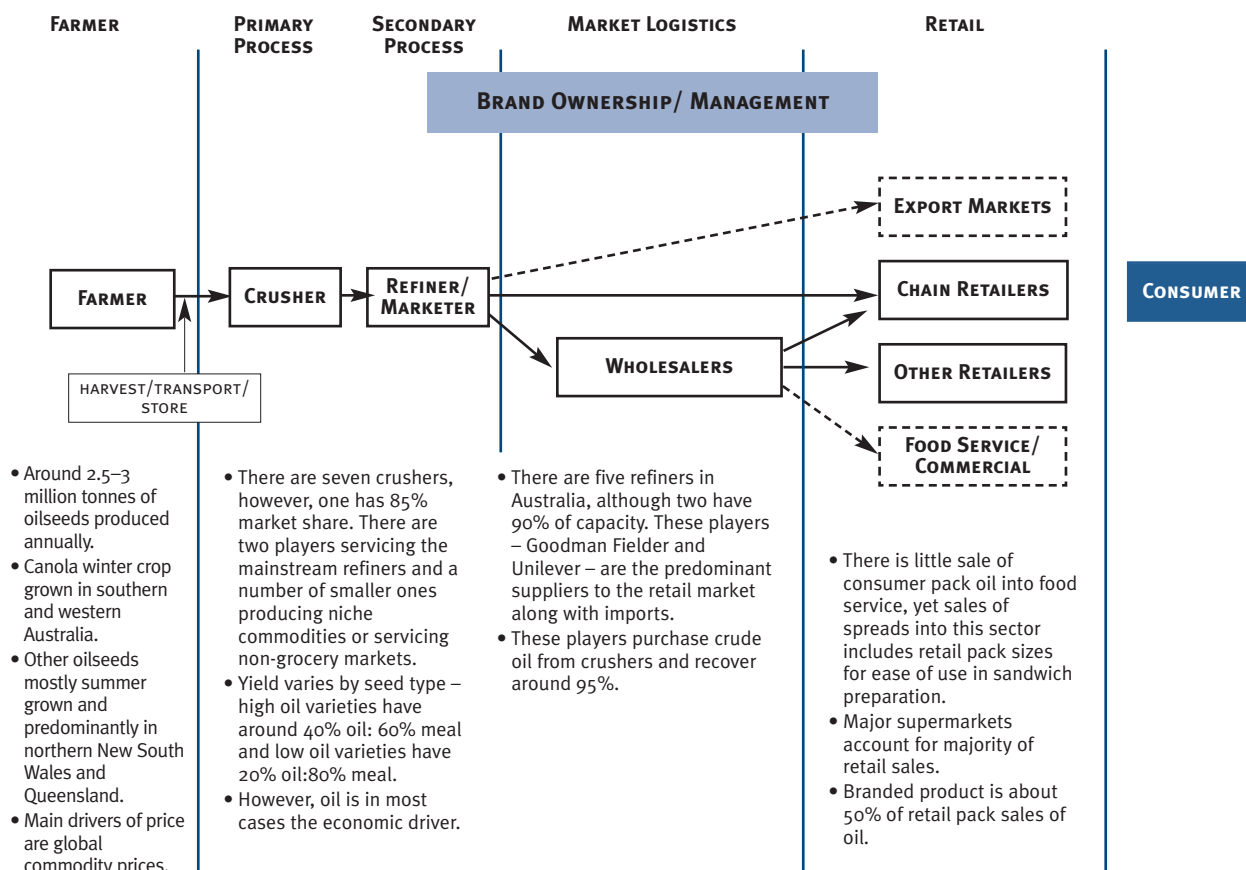 FARMER
PRIMARY
PROCESS
SECONDARY
PROCESS
MARKET LOGISTICS
RETAIL
BRAND OWNERSHIP/ MANAGEMENT
EXPORT MARKETS
FARMER
CRUSHER
REFINER/
MARKETER
CHAIN RETAILERS
CONSUMER
WHOLESALERS
OTHER RETAILERS
HARVEST/TRANSPORT/
STORE
FOOD SERVICE/
COMMERCIAL
• Around 2.5–3
million tonnes of
oilseeds produced
annually.
• Canola winter crop
grown in southern
and western
Australia.
• Other oilseeds
mostly summer
grown and
predominantly in
northern New South
Wales and
Queensland.
• Main drivers of price
are global
commodity prices.
• There are seven crushers,
however, one has 85%
market share. There are
two players servicing the
mainstream refiners and a
number of smaller ones
producing niche
commodities or servicing
non-grocery markets.
• Yield varies by seed type –
high oil varieties have
around 40% oil: 60% meal
and low oil varieties have
20% oil:80% meal.
• However, oil is in most
cases the economic driver.
• There are five refiners in
Australia, although two have
90% of capacity. These players
– Goodman Fielder and
Unilever – are the predominant
suppliers to the retail market
along with imports.
• These players purchase crude
oil from crushers and recover
around 95%.
• There is little sale of
consumer pack oil into food
service, yet sales of
spreads into this sector
includes retail pack sizes
for ease of use in sandwich
preparation.
• Major supermarkets
account for majority of
retail sales.
• Branded product is about
50% of retail pack sales of
oil.